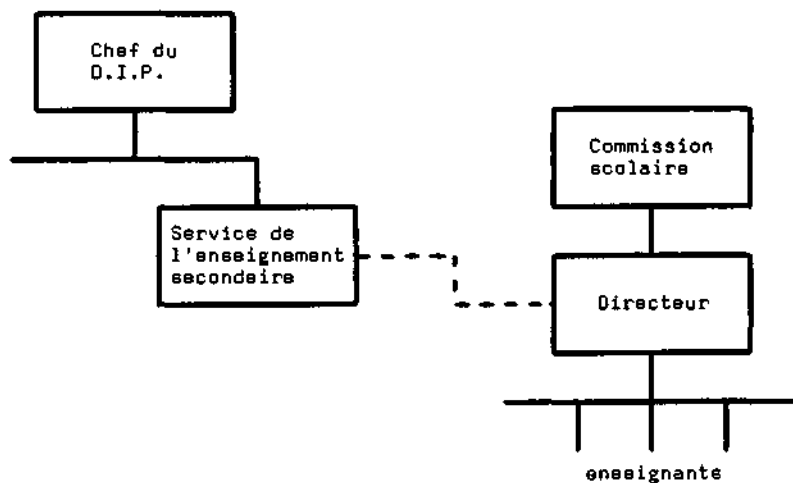 Chef du
D.I.P.
Commission
scolaire
Service de
l'enseignement
secondaire
Directeur
enseignants